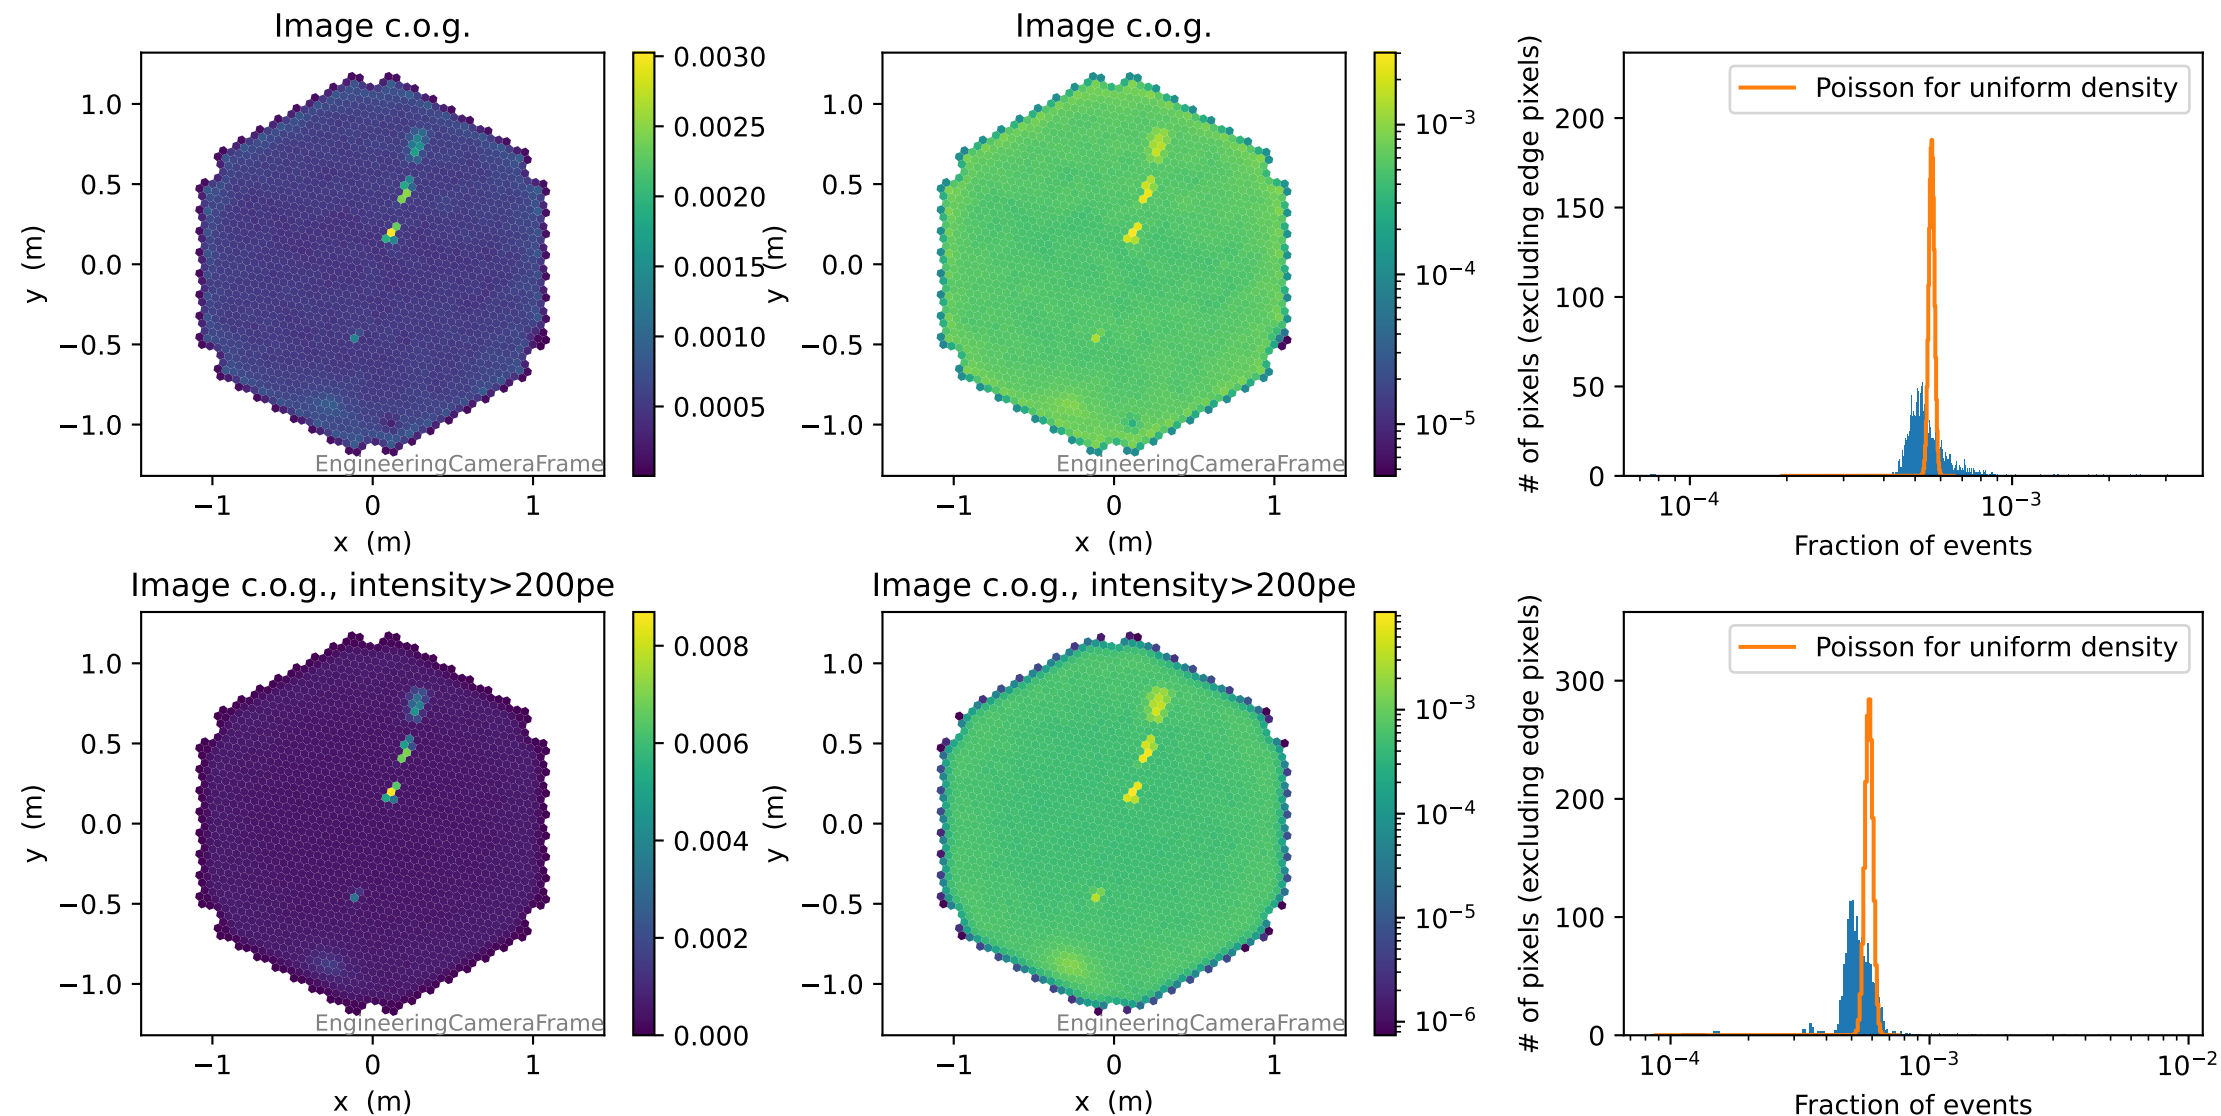 Image c.o.g.
1.0
0.5
0.0
−0.5
−1.0
y (m)
−1
0
1
x (m)
EngineeringCameraFrame
0.0030
0.0025
0.0020
0.0015
0.0010
0.0005
Image c.o.g.
1.0
0.5
0.0
−0.5
−1.0
y (m)
−1
0
1
x (m)
EngineeringCameraFrame
10⁻³
10⁻⁴
10⁻⁵
Poisson for uniform density
200
150
100
50
0
# of pixels (excluding edge pixels)
10⁻⁴
10⁻³
Fraction of events
Image c.o.g., intensity>200pe
1.0
0.5
0.0
−0.5
−1.0
y (m)
−1
0
1
x (m)
EngineeringCameraFrame
0.008
0.006
0.004
0.002
0.000
Image c.o.g., intensity>200pe
1.0
0.5
0.0
−0.5
−1.0
y (m)
−1
0
1
x (m)
EngineeringCameraFrame
10⁻³
10⁻⁴
10⁻⁵
10⁻⁶
Poisson for uniform density
300
200
100
0
# of pixels (excluding edge pixels)
10⁻⁴
10⁻³
10⁻²
Fraction of events